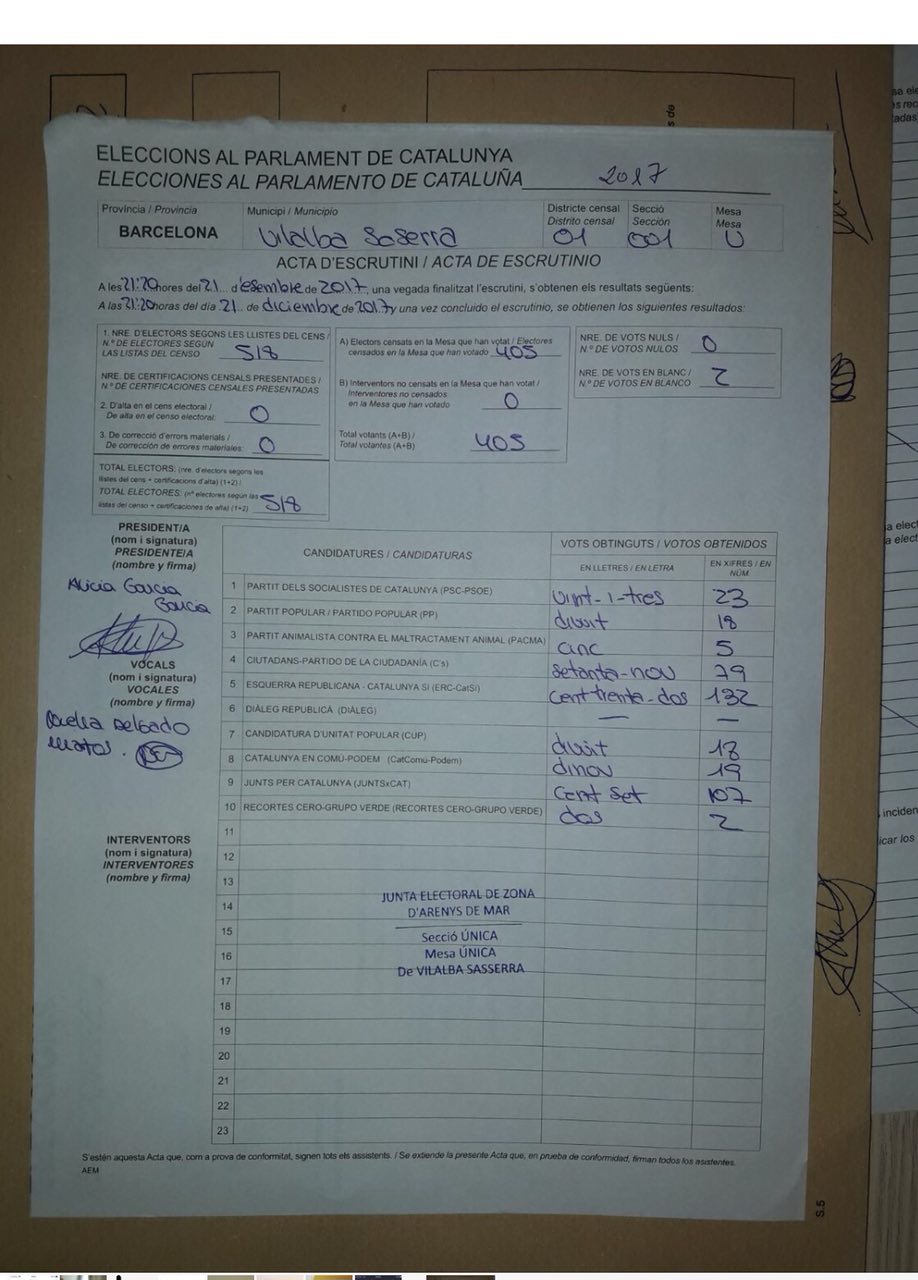 ELECCIONS AL PARLAMENT DE CATALUNYA
ELECCIONES AL PARLAMENTO DE CATALUÑA 2017
Província / Provincia
BARCELONA
Municipi / Municipio
Vilalba Saserra
Districte censal
Distrito censal
01
Secció
Sección
001
Mesa
Mesa
U
ACTA D'ESCRUTINI / ACTA DE ESCRUTINIO
A les 21:20 hores del 21 d desembre de 2017, una vegada finalitzat l'escrutini, s'obtenen els resultats següents:
A las 21:20 horas del día 21 de diciembre de 2017 y una vez concluido el escrutinio, se obtienen los siguientes resultados:
1. NRE. D'ELECTORS SEGONS LES LLISTES DEL CENS /
N.º DE ELECTORES SEGÚN
LAS LISTAS DEL CENSO 518
NRE. DE CERTIFICACIONS CENSALS PRESENTADES /
N.º DE CERTIFICACIONES CENSALES PRESENTADAS
2. D'alta en el cens electoral /
De alta en el censo electoral: 0
3. De correcció d'errors materials /
De corrección de errores materiales: 0
TOTAL ELECTORS: (nre. d'electors segons les
llistes del cens + certificacions d'alta) (1+2) /
TOTAL ELECTORES: (nº electores según las
listas del censo + certificaciones de alta) (1+2) 518
A) Electors censats en la Mesa que han votat / Electores
censados en la Mesa que han votado 405
B) Interventors no censats en la Mesa que han votat /
Interventores no censados
en la Mesa que han votado 0
Total votants (A+B) /
Total votantes (A+B) 405
NRE. DE VOTS NULS /
N.º DE VOTOS NULOS 0
NRE. DE VOTS EN BLANC /
N.º DE VOTOS EN BLANCO 2
PRESIDENT/A
(nom i signatura)
PRESIDENTE/A
(nombre y firma)
Alicia Garcia
Garcia
VOCALS
(nom i signatura)
VOCALES
(nombre y firma)
Delgado
Matos.
INTERVENTORS
(nom i signatura)
INTERVENTORES
(nombre y firma)
CANDIDATURES / CANDIDATURAS
VOTS OBTINGUTS / VOTOS OBTENIDOS
EN LLETRES / EN LETRA
EN XIFRES / EN
NÚM.
1 PARTIT DELS SOCIALISTES DE CATALUNYA (PSC-PSOE) vint-i-tres 23
2 PARTIT POPULAR / PARTIDO POPULAR (PP) divuit 18
3 PARTIT ANIMALISTA CONTRA EL MALTRACTAMENT ANIMAL (PACMA) cinc 5
4 CIUTADANS-PARTIDO DE LA CIUDADANÍA (C's) setanta-nou 79
5 ESQUERRA REPUBLICANA - CATALUNYA SÍ (ERC-CatSí) cent trenta-dos 132
6 DIÀLEG REPUBLICÀ (DIÀLEG) — —
7 CANDIDATURA D'UNITAT POPULAR (CUP) divuit 18
8 CATALUNYA EN COMÚ-PODEM (CatComú-Podem) dinou 19
9 JUNTS PER CATALUNYA (JUNTSxCAT) cent set 107
10 RECORTES CERO-GRUPO VERDE (RECORTES CERO-GRUPO VERDE) dos 2
11
12
13
14
15
16
17
18
19
20
21
22
23
JUNTA ELECTORAL DE ZONA
D'ARENYS DE MAR
Secció ÚNICA
Mesa ÚNICA
De VILALBA SASSERRA
S'estén aquesta Acta que, com a prova de conformitat, signen tots els assistents. / Se extiende la presente Acta que, en prueba de conformidad, firman todos los asistentes.
AEM
S.5